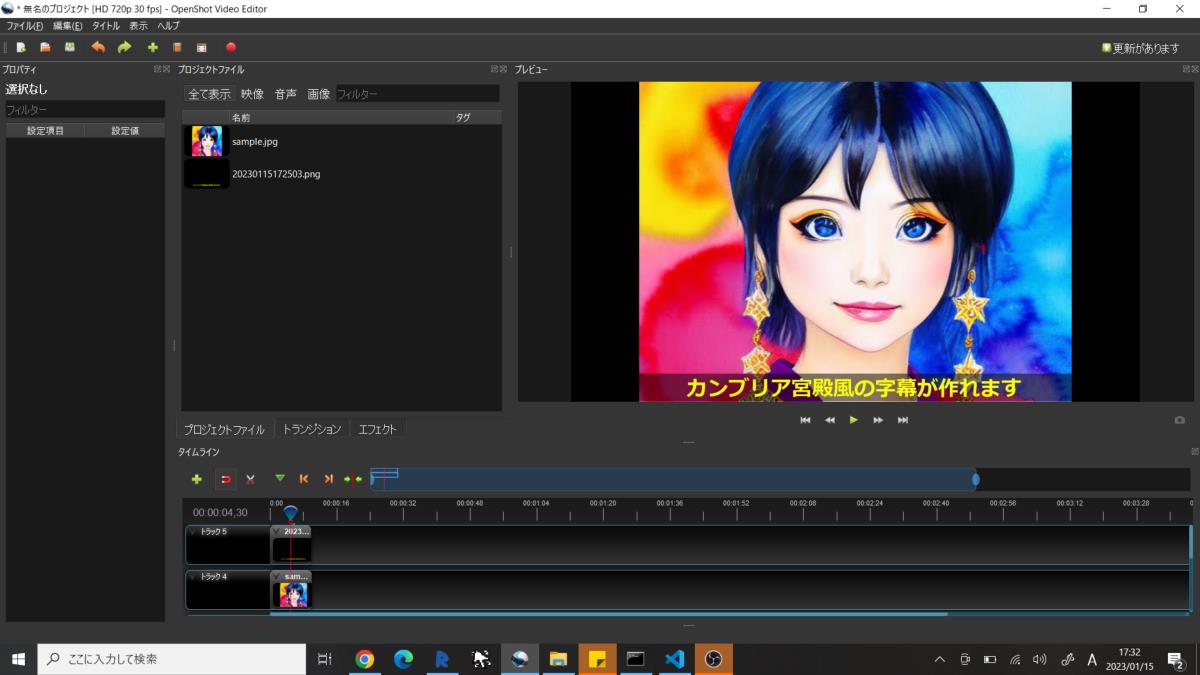 * 無名のプロジェクト [HD 720p 30 fps] - OpenShot Video Editor
ファイル(F) 編集(E) タイトル 表示 ヘルプ
更新があります
プロパティ
プロジェクトファイル
プレビュー
選択なし
フィルター
設定項目 設定値
全て表示 映像 音声 画像 フィルター
名前 タグ
sample.jpg
20230115172503.png
カンブリア宮殿風の字幕が作れます
プロジェクトファイル トランジション エフェクト
タイムライン
00:00:04,30
0:00 00:00:16 00:00:32 00:00:48 00:01:04 00:01:20 00:01:36 00:01:52 00:02:08 00:02:24 00:02:40 00:02:56 00:03:12 00:03:28
トラック 5
2023...
トラック 4
sam...
ここに入力して検索
A
17:32
2023/01/15
2